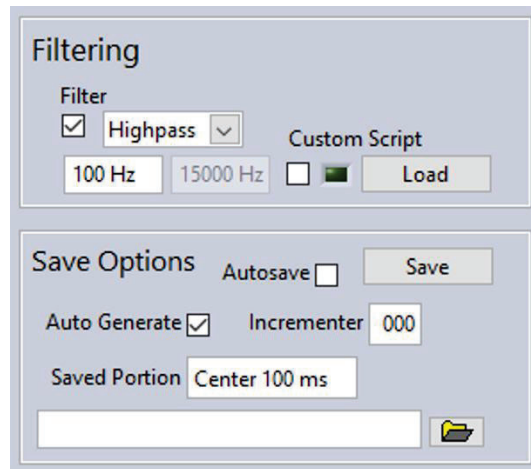 Filtering
Filter
Highpass
Custom Script
100 Hz 15000 Hz Load
Save Options Autosave Save
Auto Generate Incrementer 000
Saved Portion Center 100 ms